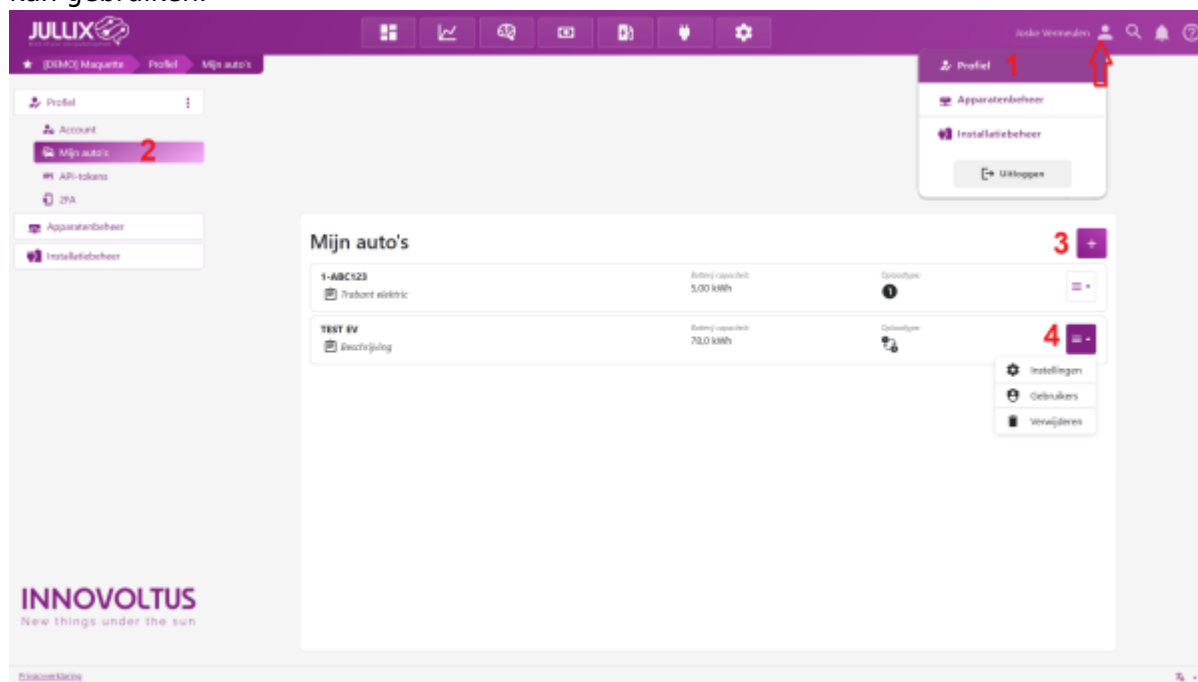 kan gebruiken.
JULLIX
Joske Vermeulen
[DEMO] Maquette Profiel Mijn auto's
Profiel 1
Apparatenbeheer
Installatiebeheer
Uitloggen
Profiel
Account
Mijn auto's 2
API-tokens
2FA
Apparatenbeheer
Installatiebeheer
Mijn auto's
3 +
1-ABC123
Trabant elektric
Batterij capaciteit
5,00 kWh
Oplaadtype
1
TEST EV
Beschrijving
Batterij capaciteit
70,0 kWh
Oplaadtype
4
Instellingen
Gebruikers
Verwijderen
INNOVOLTUS
New things under the sun
Privacyverklaring